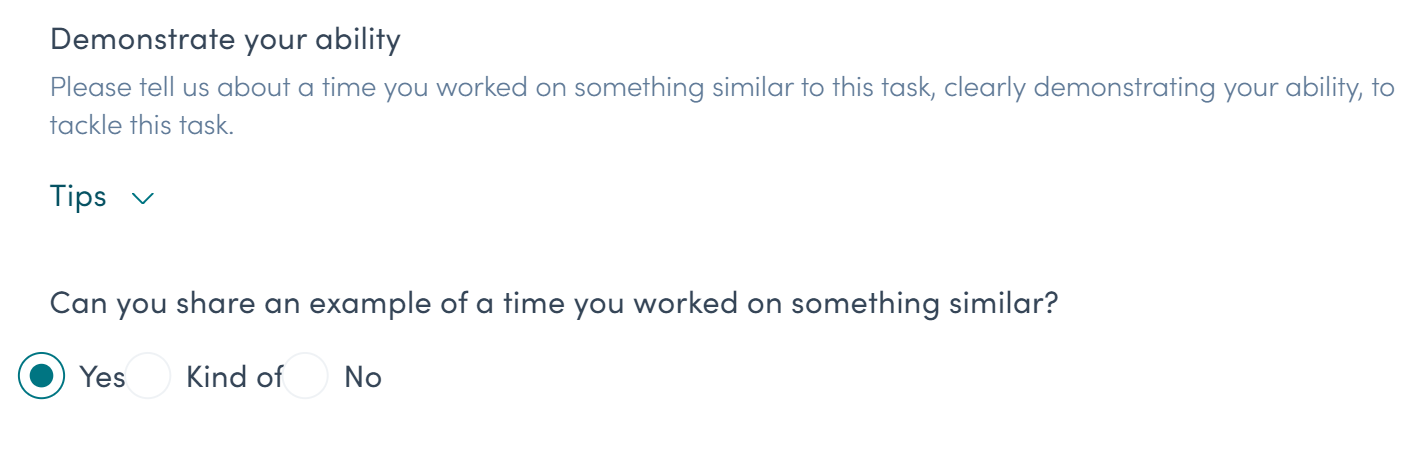 Demonstrate your ability
Please tell us about a time you worked on something similar to this task, clearly demonstrating your ability, to
tackle this task.
Tips
Can you share an example of a time you worked on something similar?
Yes Kind of No